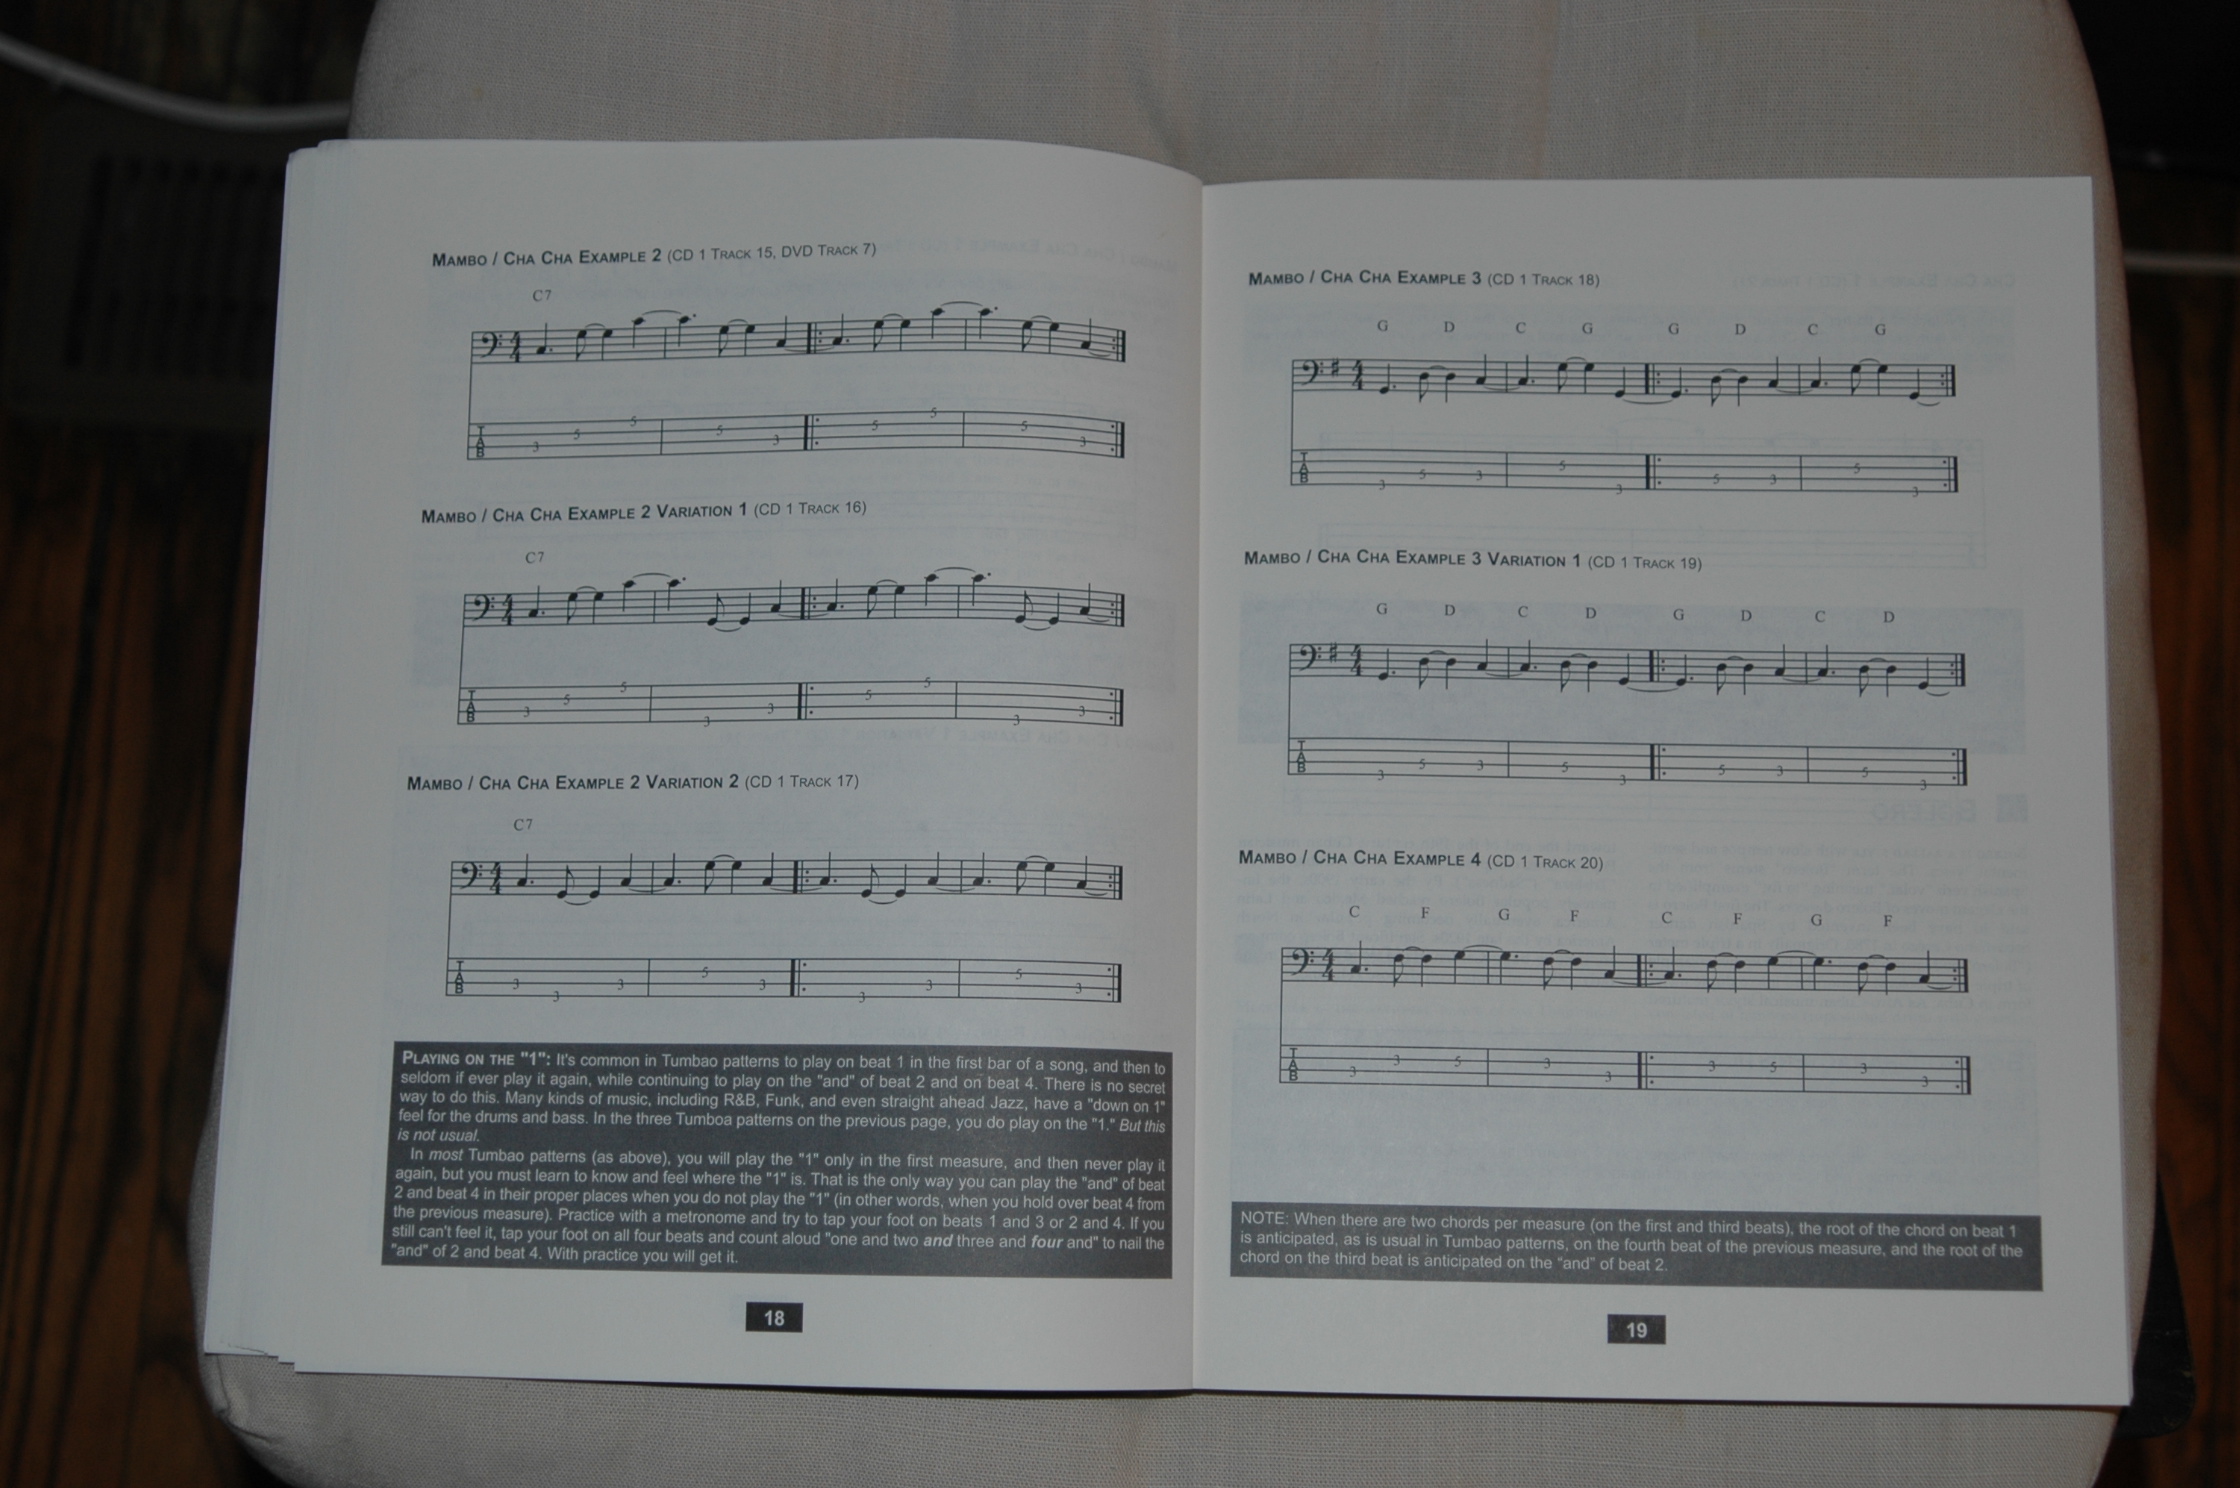 MAMBO / CHA CHA EXAMPLE 2 (CD 1 TRACK 15, DVD TRACK 7)
C7
4
4
T
A
B
3 5 5 5 3 5 5 5 3
MAMBO / CHA CHA EXAMPLE 2 VARIATION 1 (CD 1 TRACK 16)
C7
4
4
T
A
B
3 5 5 3 3 5 5 3 3
MAMBO / CHA CHA EXAMPLE 2 VARIATION 2 (CD 1 TRACK 17)
C7
4
4
T
A
B
3 3 3 5 3 3 3 5 3
PLAYING ON THE "1": It's common in Tumbao patterns to play on beat 1 in the first bar of a song, and then to
seldom if ever play it again, while continuing to play on the "and" of beat 2 and on beat 4. There is no secret
way to do this. Many kinds of music, including R&B, Funk, and even straight ahead Jazz, have a "down on 1"
feel for the drums and bass. In the three Tumboa patterns on the previous page, you do play on the "1." But this
is not usual.
In most Tumbao patterns (as above), you will play the "1" only in the first measure, and then never play it
again, but you must learn to know and feel where the "1" is. That is the only way you can play the "and" of beat
2 and beat 4 in their proper places when you do not play the "1" (in other words, when you hold over beat 4 from
the previous measure). Practice with a metronome and try to tap your foot on beats 1 and 3 or 2 and 4. If you
still can't feel it, tap your foot on all four beats and count aloud "one and two and three and four and" to nail the
"and" of 2 and beat 4. With practice you will get it.
18
MAMBO / CHA CHA EXAMPLE 3 (CD 1 TRACK 18)
G D C G G D C G
4
4
T
A
B
3 5 3 5 3 5 3 5 3
MAMBO / CHA CHA EXAMPLE 3 VARIATION 1 (CD 1 TRACK 19)
G D C D G D C D
4
4
T
A
B
3 5 3 5 3 5 3 5 3
MAMBO / CHA CHA EXAMPLE 4 (CD 1 TRACK 20)
C F G F C F G F
4
4
T
A
B
3 3 5 3 3 3 5 3 3
NOTE: When there are two chords per measure (on the first and third beats), the root of the chord on beat 1
is anticipated, as is usual in Tumbao patterns, on the fourth beat of the previous measure, and the root of the
chord on the third beat is anticipated on the "and" of beat 2.
19